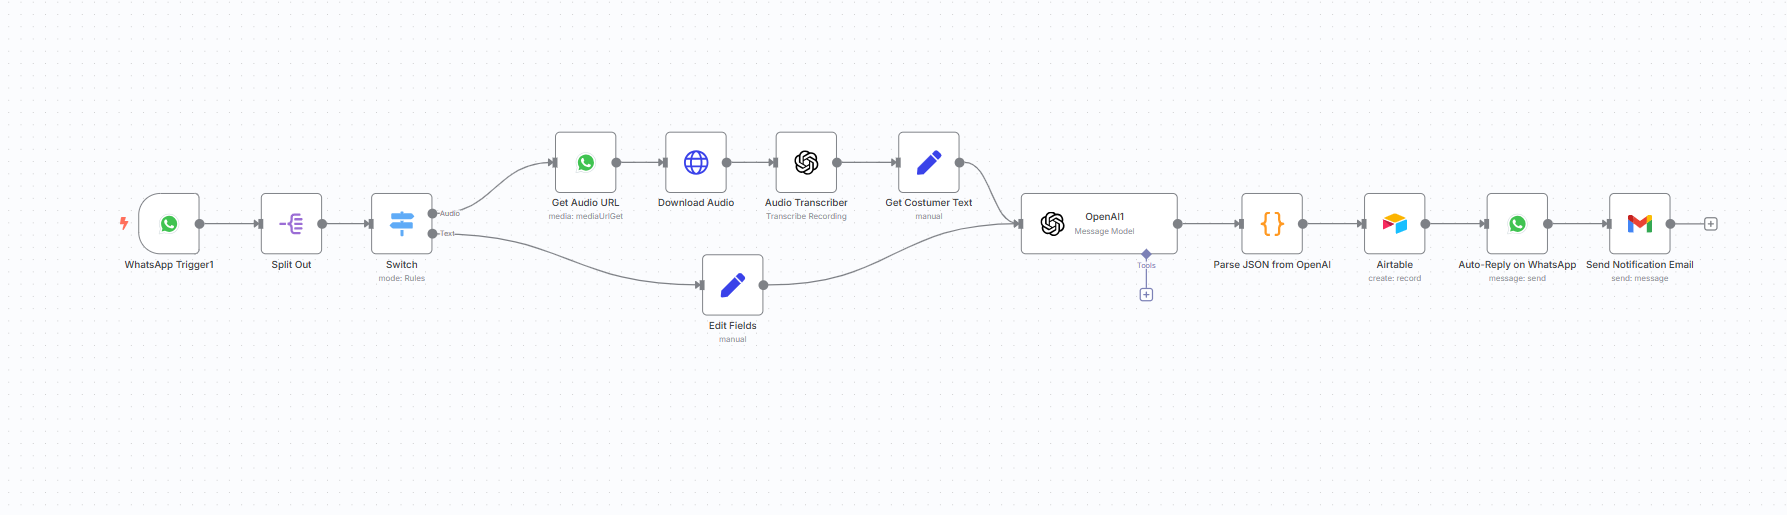 WhatsApp Trigger1
Split Out
Switch
mode: Rules
Audio
Text
Get Audio URL
media: mediaUrlGet
Download Audio
Audio Transcriber
Transcribe Recording
Get Costumer Text
manual
Edit Fields
manual
OpenAI1
Message Model
Tools
Parse JSON from OpenAI
{}
Airtable
create: record
Auto-Reply on WhatsApp
message: send
Send Notification Email
send: message